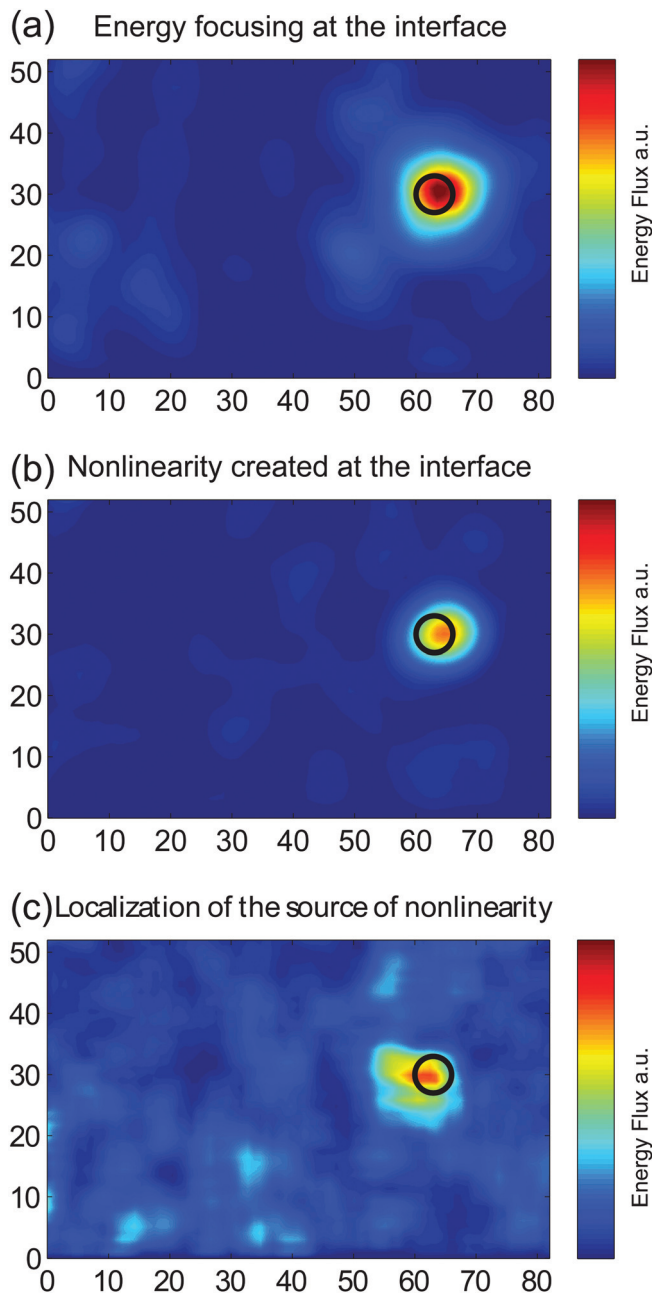 (a) Energy focusing at the interface
50
40
30
20
10
0
0 10 20 30 40 50 60 70 80
Energy Flux a.u.
(b) Nonlinearity created at the interface
50
40
30
20
10
0
0 10 20 30 40 50 60 70 80
Energy Flux a.u.
(c) Localization of the source of nonlinearity
50
40
30
20
10
0
0 10 20 30 40 50 60 70 80
Energy Flux a.u.